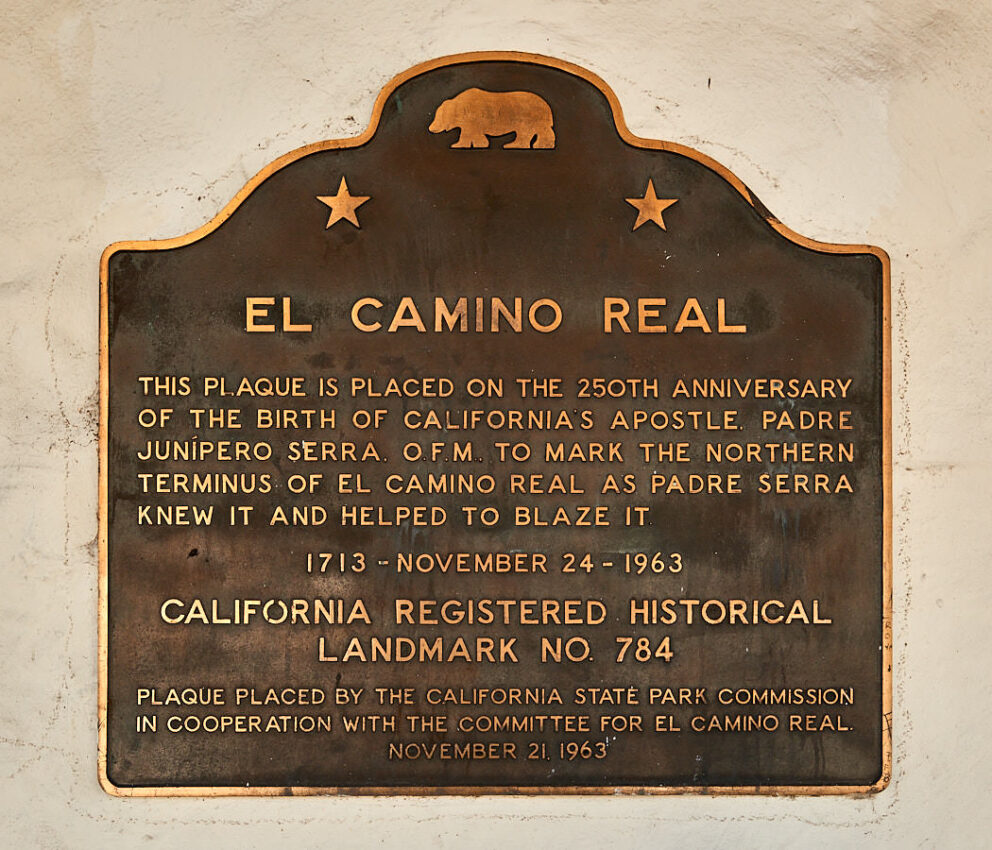 EL CAMINO REAL
THIS PLAQUE IS PLACED ON THE 250TH ANNIVERSARY
OF THE BIRTH OF CALIFORNIA'S APOSTLE, PADRE
JUNÍPERO SERRA, O.F.M., TO MARK THE NORTHERN
TERMINUS OF EL CAMINO REAL AS PADRE SERRA
KNEW IT AND HELPED TO BLAZE IT.
1713 - NOVEMBER 24 - 1963
CALIFORNIA REGISTERED HISTORICAL
LANDMARK NO. 784
PLAQUE PLACED BY THE CALIFORNIA STATE PARK COMMISSION
IN COOPERATION WITH THE COMMITTEE FOR EL CAMINO REAL.
NOVEMBER 21, 1963